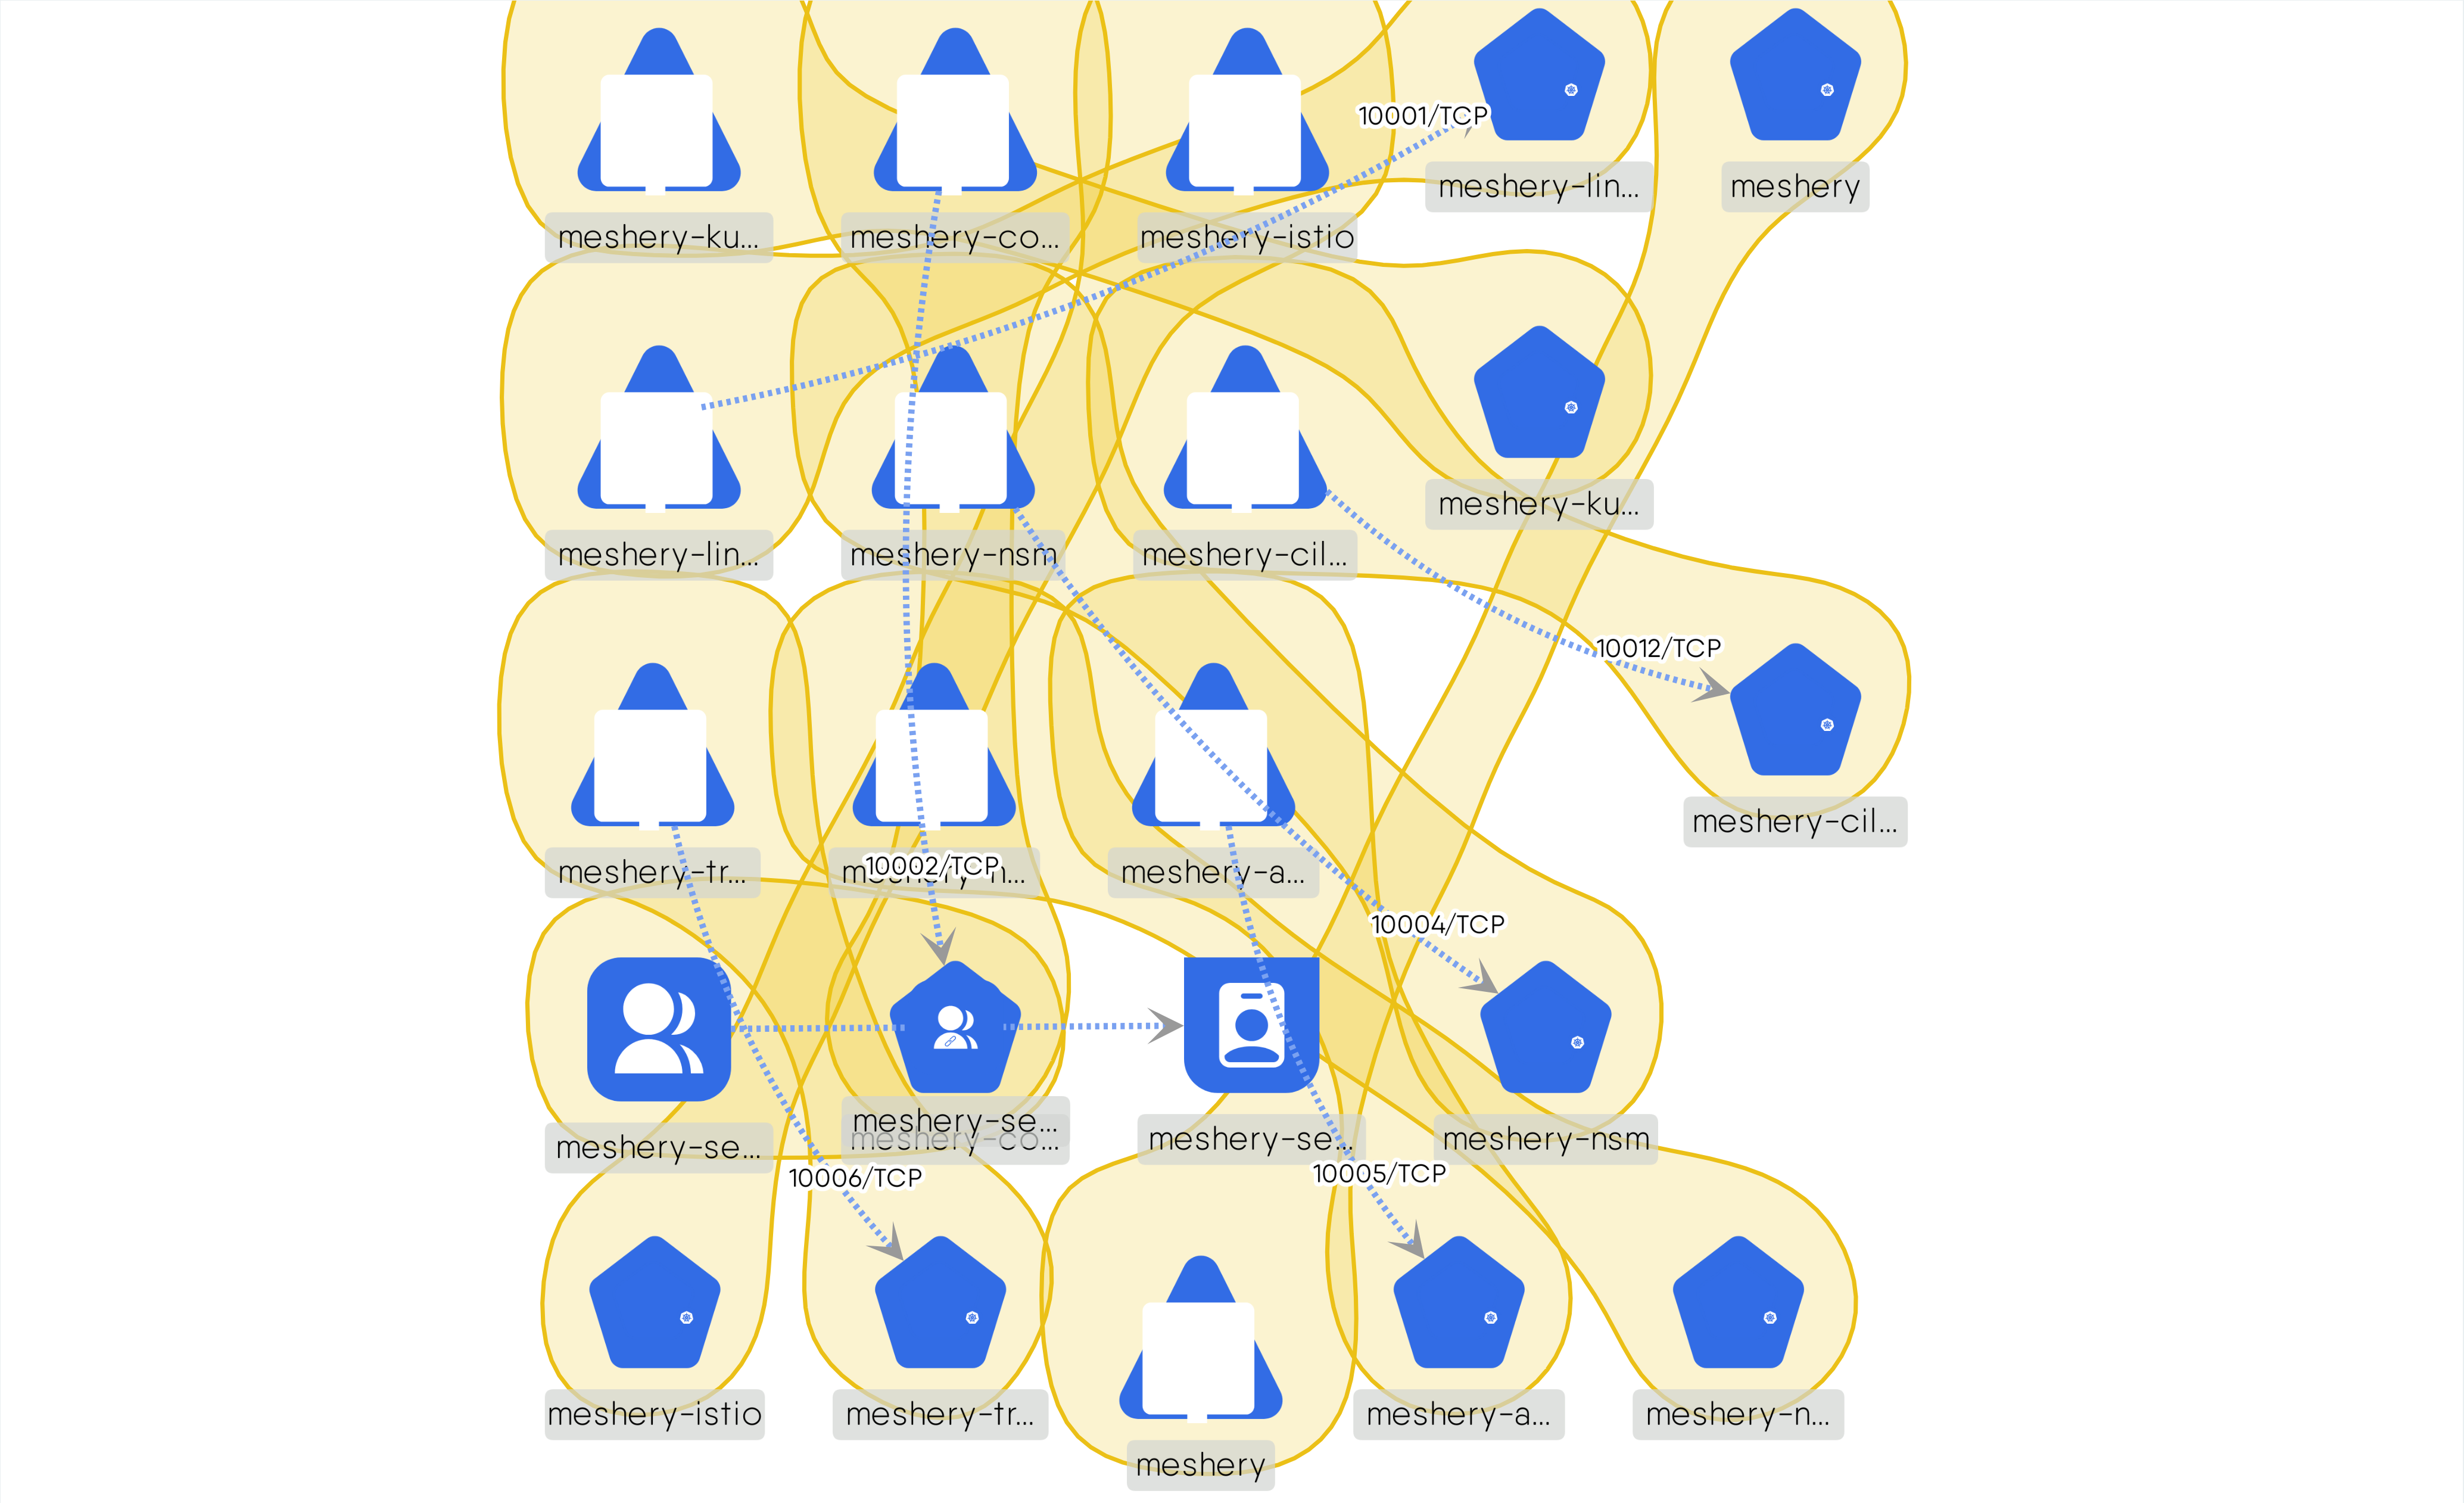 10001/TCP
meshery-lin...
meshery
meshery-ku...
meshery-co...
meshery-istio
meshery-ku...
meshery-lin...
meshery-nsm
meshery-cil...
10012/TCP
meshery-cil...
meshery-tr...
10002/TCP
meshery-a...
10004/TCP
meshery-se...
meshery-se...
meshery-co...
meshery-se...
meshery-nsm
10006/TCP
10005/TCP
meshery-istio
meshery-tr...
meshery-a...
meshery-n...
meshery